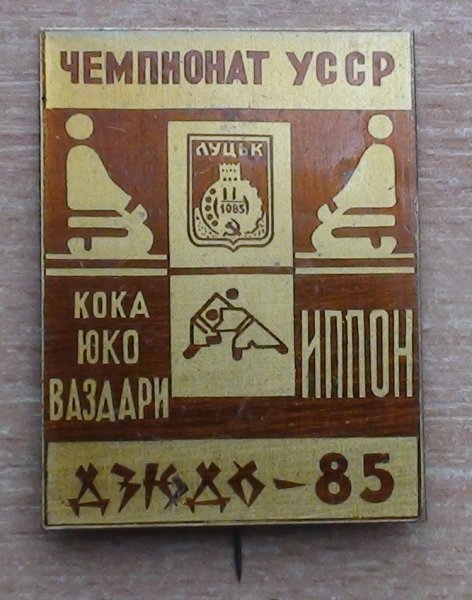 ЧЕМПИОНАТ УССР
ЛУЦЬК
1085
КОКА
ЮКО
ВАЗДАРИ
ИППОН
ДЗЮДО-85